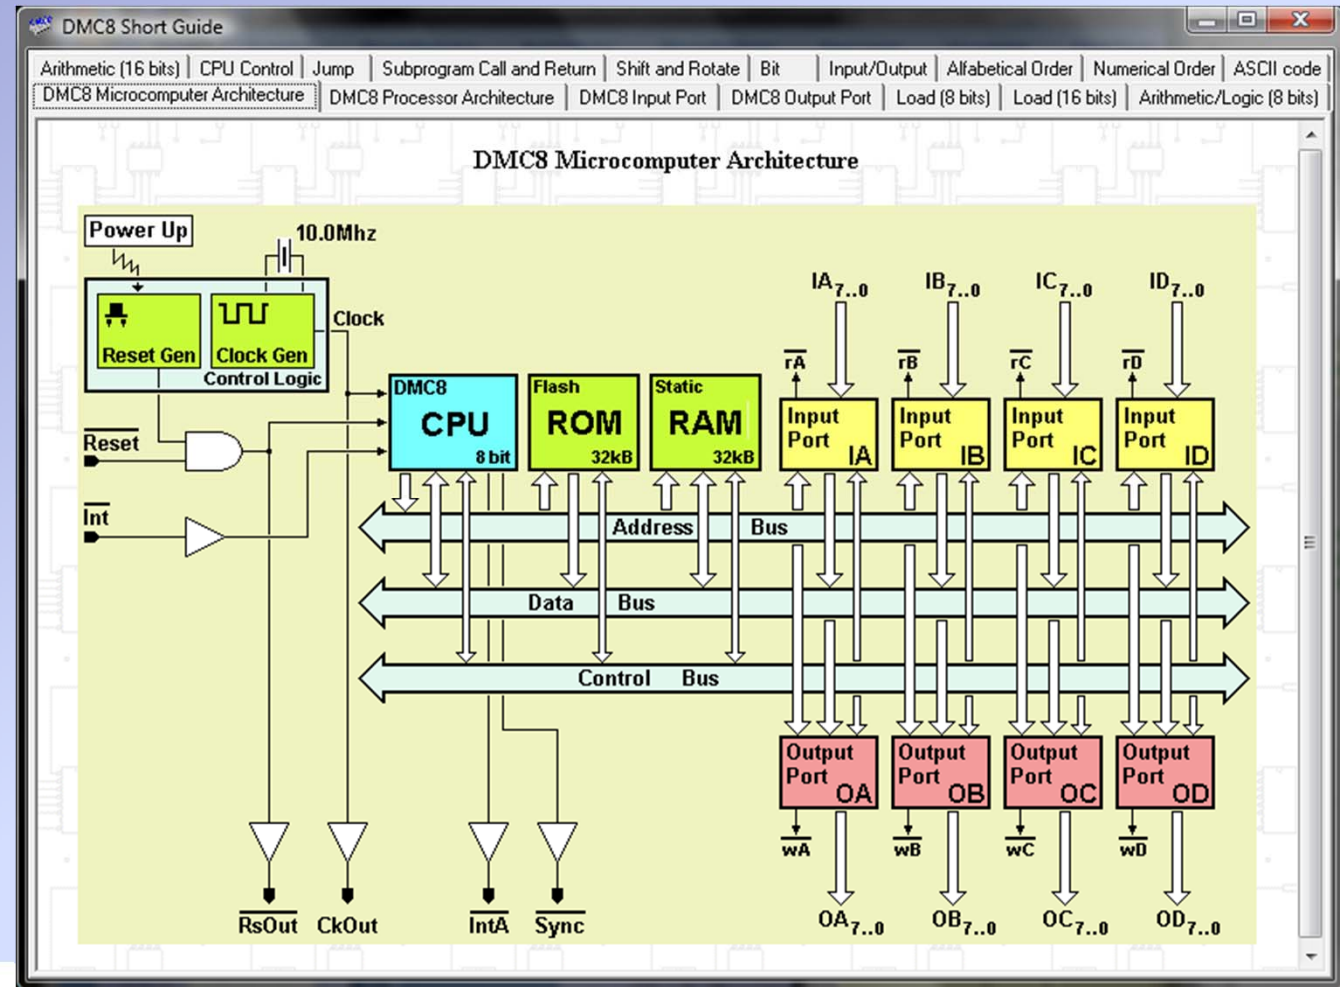 DMC8 Short Guide
Arithmetic (16 bits) CPU Control Jump Subprogram Call and Return Shift and Rotate Bit Input/Output Alfabetical Order Numerical Order ASCII code
DMC8 Microcomputer Architecture DMC8 Processor Architecture DMC8 Input Port DMC8 Output Port Load (8 bits) Load (16 bits) Arithmetic/Logic (8 bits)
DMC8 Microcomputer Architecture
Power Up
10.0Mhz
Reset Gen
Clock Gen
Control Logic
Clock
IA7..0 IB7..0 IC7..0 ID7..0
rA rB rC rD
Reset
Int
DMC8
CPU
8 bit
Flash
ROM
32kB
Static
RAM
32kB
Input
Port
IA
Input
Port
IB
Input
Port
IC
Input
Port
ID
Address Bus
Data Bus
Control Bus
Output
Port
OA
Output
Port
OB
Output
Port
OC
Output
Port
OD
wA wB wC wD
RsOut CkOut IntA Sync
OA7..0 OB7..0 OC7..0 OD7..0